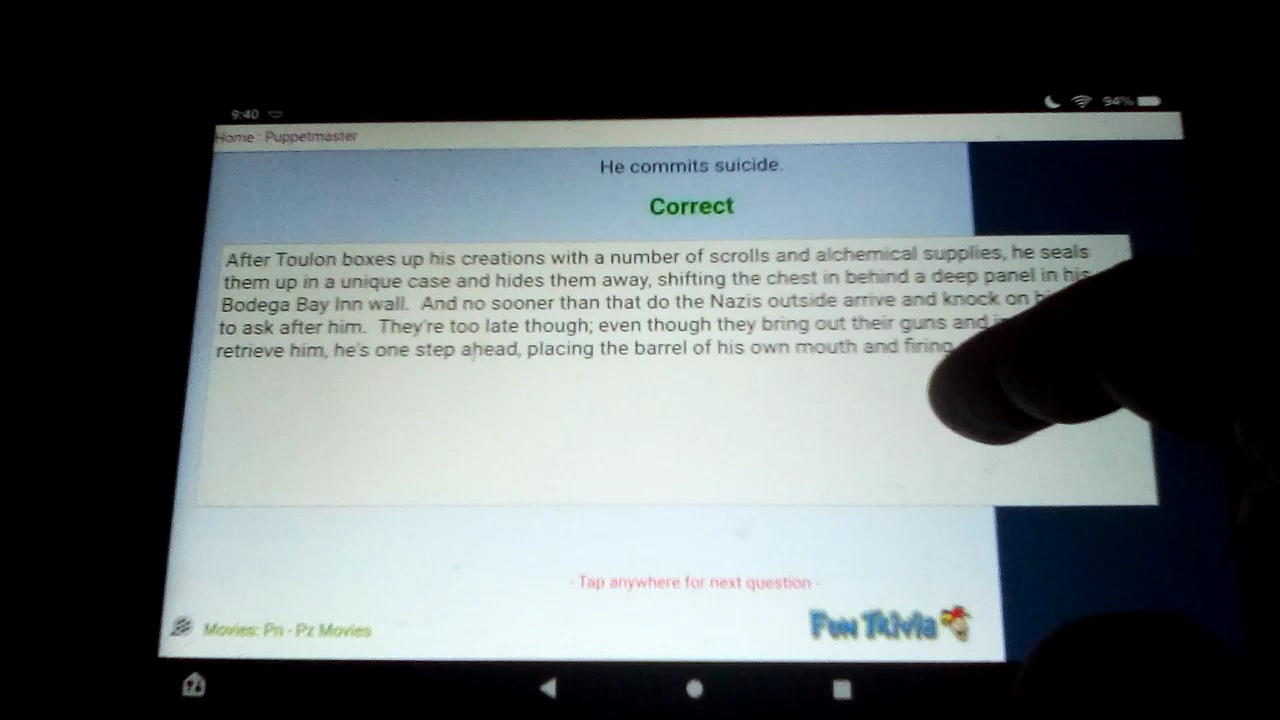 9:40
94%
Home : Puppetmaster
He commits suicide.
Correct
After Toulon boxes up his creations with a number of scrolls and alchemical supplies, he seals
them up in a unique case and hides them away, shifting the chest in behind a deep panel in his
Bodega Bay Inn wall. And no sooner than that do the Nazis outside arrive and knock on
to ask after him. They're too late though; even though they bring out their guns and
retrieve him, he's one step ahead, placing the barrel of his own mouth and firing
- Tap anywhere for next question -
Movies: Pn - Pz Movies
Fun Trivia